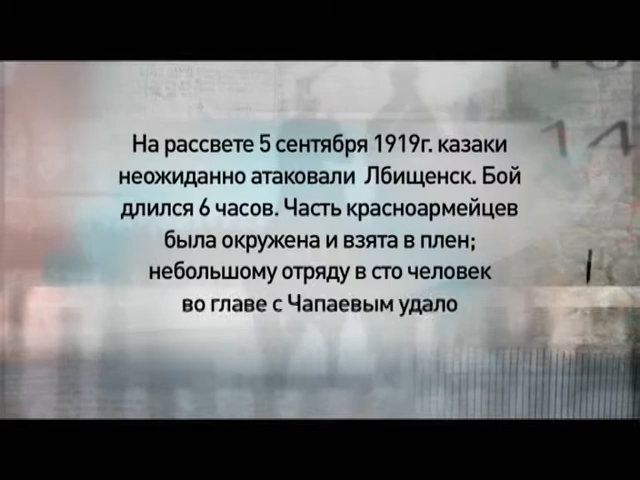 На рассвете 5 сентября 1919г. казаки
неожиданно атаковали Лбищенск. Бой
длился 6 часов. Часть красноармейцев
была окружена и взята в плен;
небольшому отряду в сто человек
во главе с Чапаевым удало
14